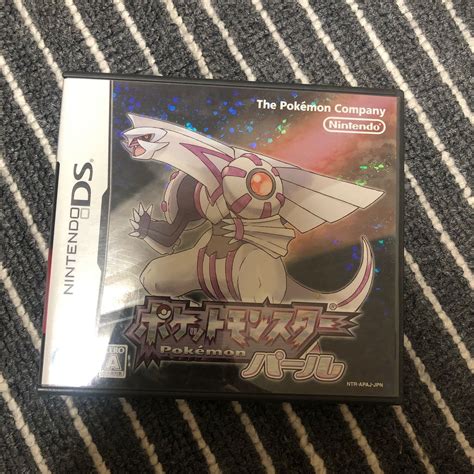 The Pokémon Company
Nintendo
NINTENDO DS
ポケットモンスター
Pokémon
パール
CERO
A
NTR-APAJ-JPN